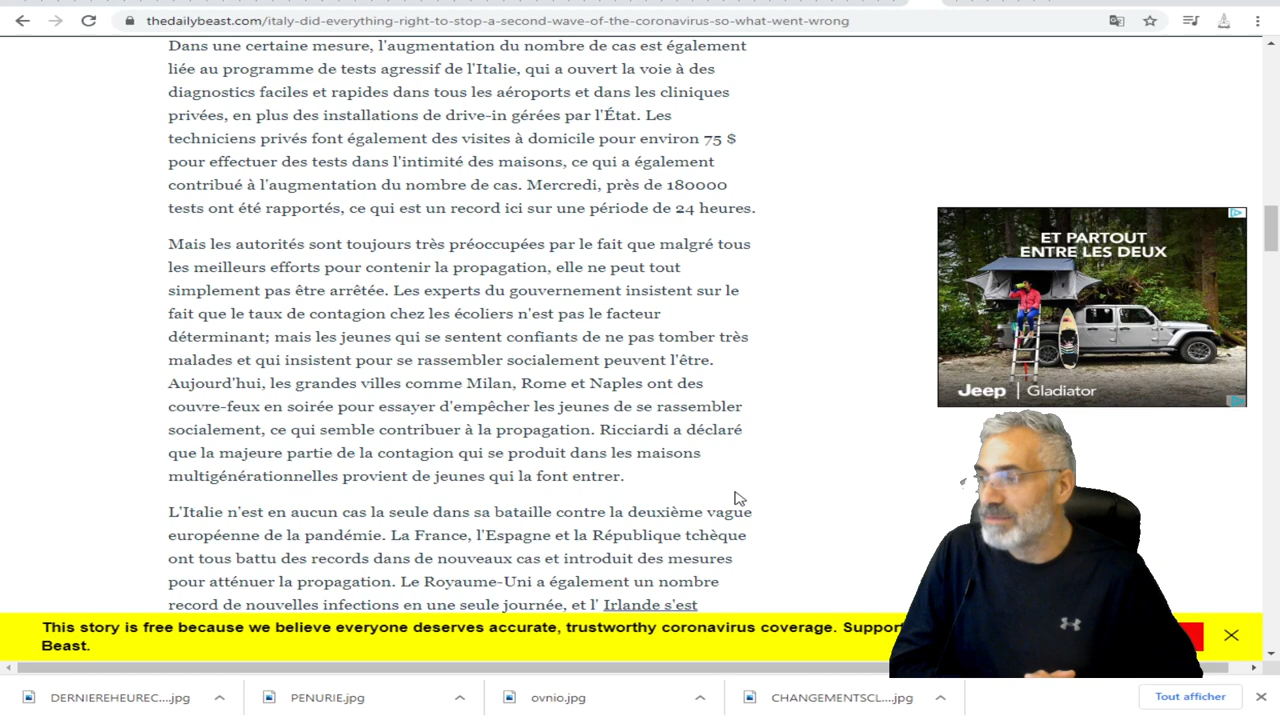 thedailybeast.com/italy-did-everything-right-to-stop-a-second-wave-of-the-coronavirus-so-what-went-wrong
Dans une certaine mesure, l'augmentation du nombre de cas est également
liée au programme de tests agressif de l'Italie, qui a ouvert la voie à des
diagnostics faciles et rapides dans tous les aéroports et dans les cliniques
privées, en plus des installations de drive-in gérées par l'État. Les
techniciens privés font également des visites à domicile pour environ 75 $
pour effectuer des tests dans l'intimité des maisons, ce qui a également
contribué à l'augmentation du nombre de cas. Mercredi, près de 180000
tests ont été rapportés, ce qui est un record ici sur une période de 24 heures.
Mais les autorités sont toujours très préoccupées par le fait que malgré tous
les meilleurs efforts pour contenir la propagation, elle ne peut tout
simplement pas être arrêtée. Les experts du gouvernement insistent sur le
fait que le taux de contagion chez les écoliers n'est pas le facteur
déterminant; mais les jeunes qui se sentent confiants de ne pas tomber très
malades et qui insistent pour se rassembler socialement peuvent l'être.
Aujourd'hui, les grandes villes comme Milan, Rome et Naples ont des
couvre-feux en soirée pour essayer d'empêcher les jeunes de se rassembler
socialement, ce qui semble contribuer à la propagation. Ricciardi a déclaré
que la majeure partie de la contagion qui se produit dans les maisons
multigénérationnelles provient de jeunes qui la font entrer.
L'Italie n'est en aucun cas la seule dans sa bataille contre la deuxième vague
européenne de la pandémie. La France, l'Espagne et la République tchèque
ont tous battu des records dans de nouveaux cas et introduit des mesures
pour atténuer la propagation. Le Royaume-Uni a également un nombre
record de nouvelles infections en une seule journée, et l' Irlande s'est
ET PARTOUT
ENTRE LES DEUX
Jeep | Gladiator
This story is free because we believe everyone deserves accurate, trustworthy coronavirus coverage. Suppor
Beast.
DERNIEREHEUREC....jpg
PENURIE.jpg
ovnio.jpg
CHANGEMENTSCL....jpg
Tout afficher